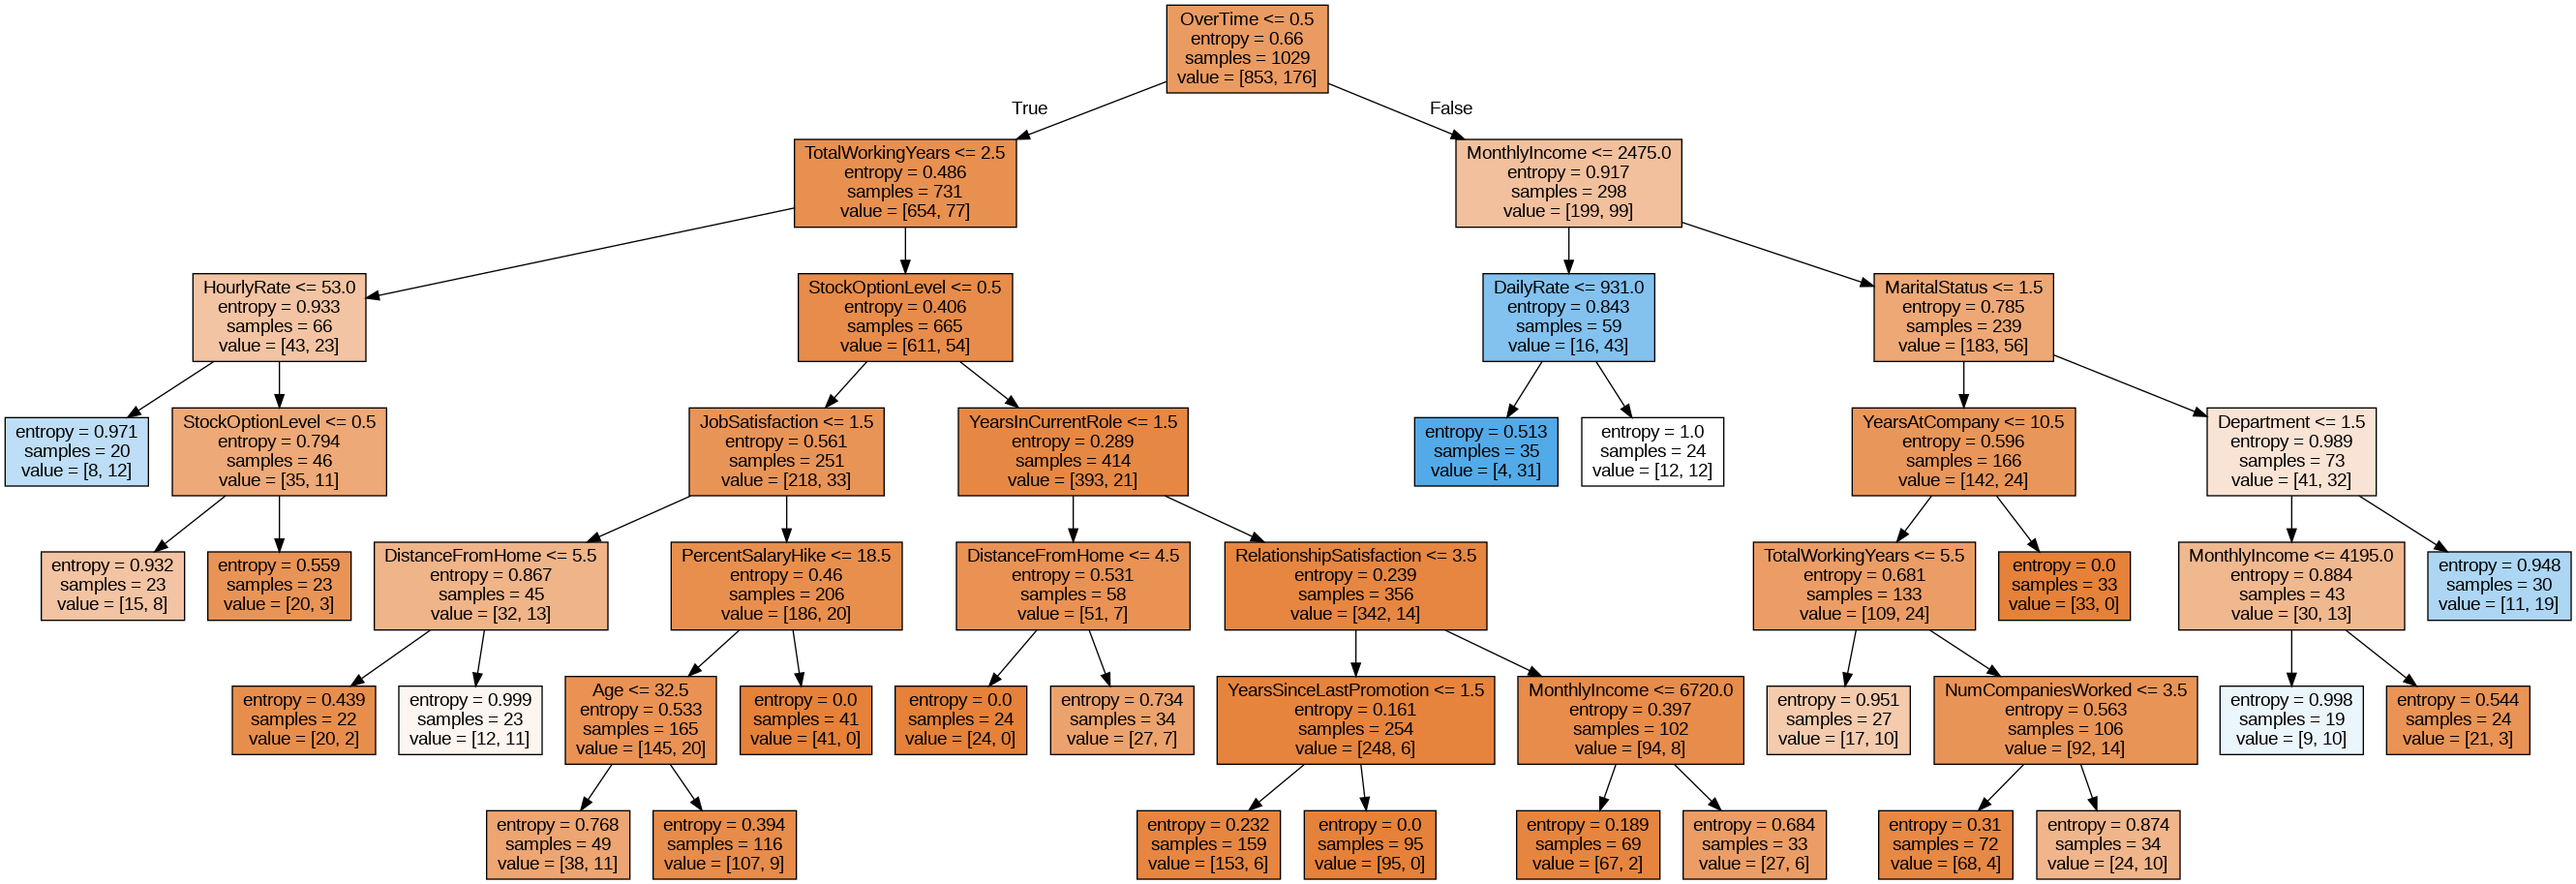 OverTime <= 0.5
entropy = 0.66
samples = 1029
value = [853, 176]
True
False
TotalWorkingYears <= 2.5
entropy = 0.486
samples = 731
value = [654, 77]
MonthlyIncome <= 2475.0
entropy = 0.917
samples = 298
value = [199, 99]
HourlyRate <= 53.0
entropy = 0.933
samples = 66
value = [43, 23]
StockOptionLevel <= 0.5
entropy = 0.406
samples = 665
value = [611, 54]
DailyRate <= 931.0
entropy = 0.843
samples = 59
value = [16, 43]
MaritalStatus <= 1.5
entropy = 0.785
samples = 239
value = [183, 56]
entropy = 0.971
samples = 20
value = [8, 12]
StockOptionLevel <= 0.5
entropy = 0.794
samples = 46
value = [35, 11]
JobSatisfaction <= 1.5
entropy = 0.561
samples = 251
value = [218, 33]
YearsInCurrentRole <= 1.5
entropy = 0.289
samples = 414
value = [393, 21]
entropy = 0.513
samples = 35
value = [4, 31]
entropy = 1.0
samples = 24
value = [12, 12]
YearsAtCompany <= 10.5
entropy = 0.596
samples = 166
value = [142, 24]
Department <= 1.5
entropy = 0.989
samples = 73
value = [41, 32]
entropy = 0.932
samples = 23
value = [15, 8]
entropy = 0.559
samples = 23
value = [20, 3]
DistanceFromHome <= 5.5
entropy = 0.867
samples = 45
value = [32, 13]
PercentSalaryHike <= 18.5
entropy = 0.46
samples = 206
value = [186, 20]
DistanceFromHome <= 4.5
entropy = 0.531
samples = 58
value = [51, 7]
RelationshipSatisfaction <= 3.5
entropy = 0.239
samples = 356
value = [342, 14]
TotalWorkingYears <= 5.5
entropy = 0.681
samples = 133
value = [109, 24]
entropy = 0.0
samples = 33
value = [33, 0]
MonthlyIncome <= 4195.0
entropy = 0.884
samples = 43
value = [30, 13]
entropy = 0.948
samples = 30
value = [11, 19]
entropy = 0.439
samples = 22
value = [20, 2]
entropy = 0.999
samples = 23
value = [12, 11]
Age <= 32.5
entropy = 0.533
samples = 165
value = [145, 20]
entropy = 0.0
samples = 41
value = [41, 0]
entropy = 0.0
samples = 24
value = [24, 0]
entropy = 0.734
samples = 34
value = [27, 7]
YearsSinceLastPromotion <= 1.5
entropy = 0.161
samples = 254
value = [248, 6]
MonthlyIncome <= 6720.0
entropy = 0.397
samples = 102
value = [94, 8]
entropy = 0.951
samples = 27
value = [17, 10]
NumCompaniesWorked <= 3.5
entropy = 0.563
samples = 106
value = [92, 14]
entropy = 0.998
samples = 19
value = [9, 10]
entropy = 0.544
samples = 24
value = [21, 3]
entropy = 0.768
samples = 49
value = [38, 11]
entropy = 0.394
samples = 116
value = [107, 9]
entropy = 0.232
samples = 159
value = [153, 6]
entropy = 0.0
samples = 95
value = [95, 0]
entropy = 0.189
samples = 69
value = [67, 2]
entropy = 0.684
samples = 33
value = [27, 6]
entropy = 0.31
samples = 72
value = [68, 4]
entropy = 0.874
samples = 34
value = [24, 10]